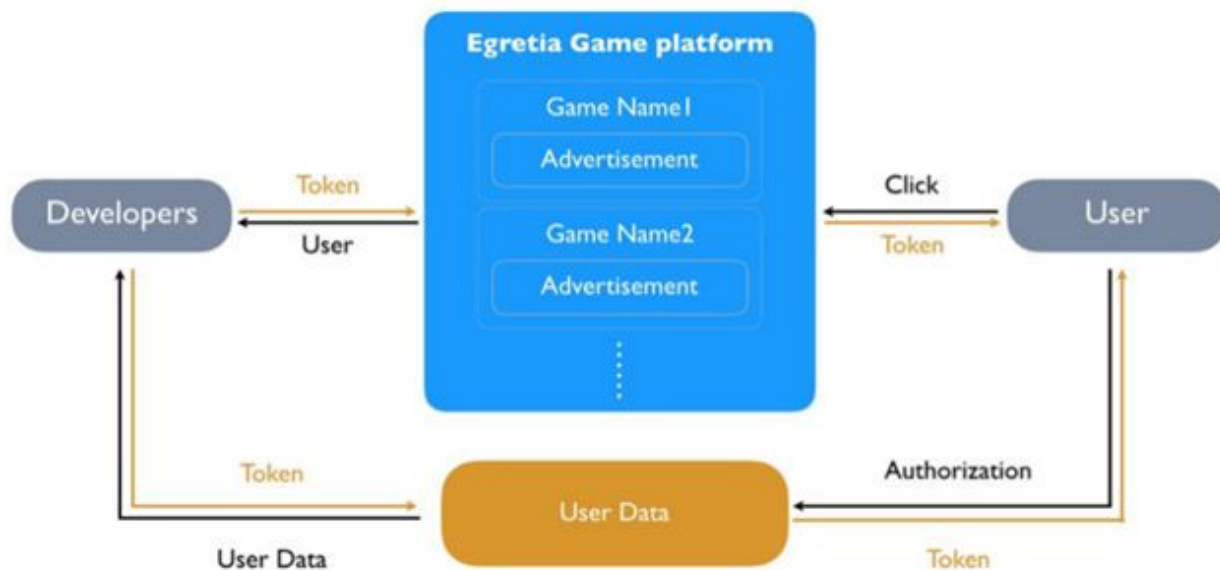 Egretia Game platform
Game Name1
Advertisement
Token
Click
Developers
User
User
Game Name2
Token
Advertisement
Token
Authorization
User Data
User Data
Token